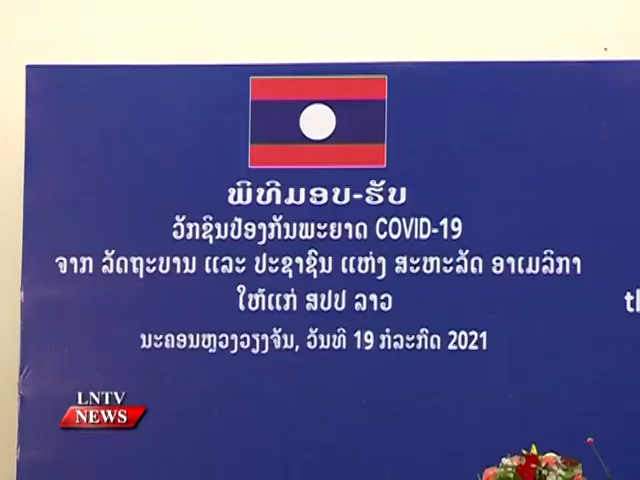 ພິທີມອບ-ຮັບ
ວັກຊິນປ້ອງກັນພະຍາດ COVID-19
ຈາກ ລັດຖະບານ ແລະ ປະຊາຊົນ ແຫ່ງ ສະຫະລັດ ອາເມລິກາ
ໃຫ້ແກ່ ສປປ ລາວ
ນະຄອນຫຼວງວຽງຈັນ, ວັນທີ 19 ກໍລະກົດ 2021
LNTV
NEWS